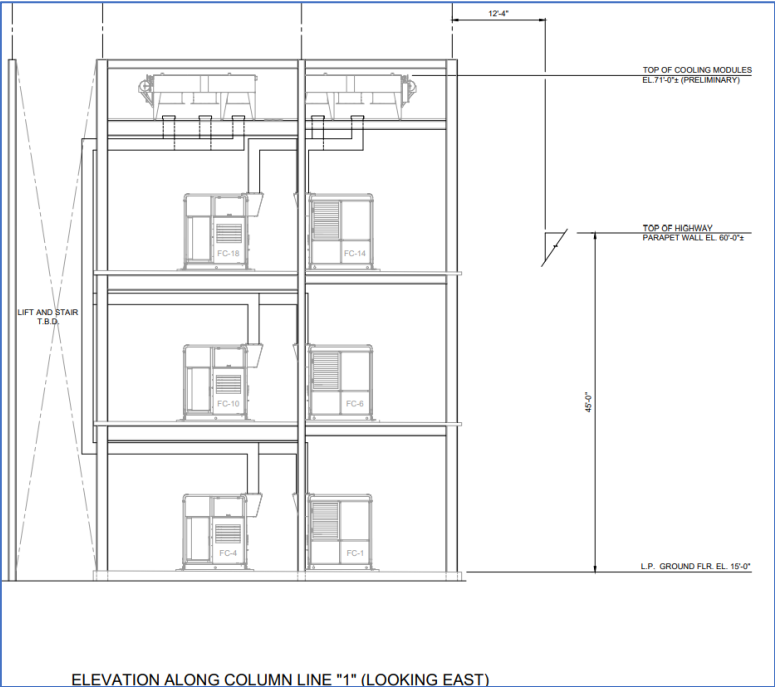 12'-4"
TOP OF COOLING MODULES
EL.71'-0"± (PRELIMINARY)
FC-18
FC-14
TOP OF HIGHWAY
PARAPET WALL EL. 60'-0"±
LIFT AND STAIR
T.B.D.
FC-10
FC-6
45'-0"
FC-4
FC-1
L.P. GROUND FLR. EL. 15'-0"
ELEVATION ALONG COLUMN LINE "1" (LOOKING EAST)